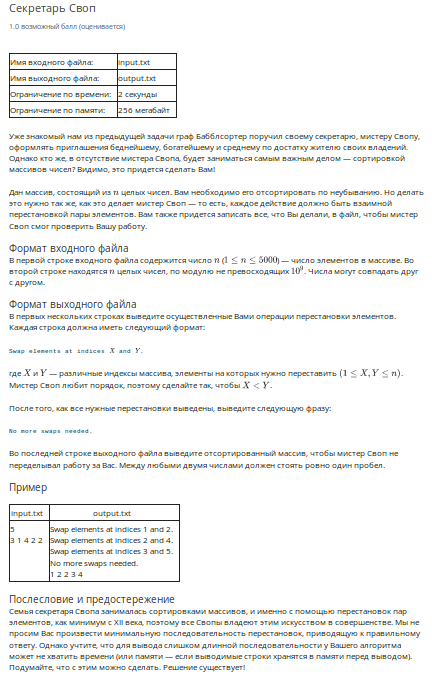 Секретарь Своп
1.0 возможный балл (оценивается)
Имя входного файла: input.txt
Имя выходного файла: output.txt
Ограничение по времени: 2 секунды
Ограничение по памяти: 256 мегабайт
Уже знакомый нам из предыдущей задачи граф Бабблсортер поручил своему секретарю, мистеру Свопу,
оформлять приглашения беднейшему, богатейшему и среднему по достатку жителю своих владений.
Однако кто же, в отсутствие мистера Свопа, будет заниматься самым важным делом — сортировкой
массивов чисел? Видимо, это придется сделать Вам!
Дан массив, состоящий из n целых чисел. Вам необходимо его отсортировать по неубыванию. Но делать
это нужно так же, как это делает мистер Своп — то есть, каждое действие должно быть взаимной
перестановкой пары элементов. Вам также придется записать все, что Вы делали, в файл, чтобы мистер
Своп смог проверить Вашу работу.
Формат входного файла
В первой строке входного файла содержится число n (1 ≤ n ≤ 5000) — число элементов в массиве. Во
второй строке находятся n целых чисел, по модулю не превосходящих 10⁹. Числа могут совпадать друг
с другом.
Формат выходного файла
В первых нескольких строках выведите осуществленные Вами операции перестановки элементов.
Каждая строка должна иметь следующий формат:
Swap elements at indices X and Y.
где X и Y — различные индексы массива, элементы на которых нужно переставить (1 ≤ X, Y ≤ n).
Мистер Своп любит порядок, поэтому сделайте так, чтобы X < Y.
После того, как все нужные перестановки выведены, выведите следующую фразу:
No more swaps needed.
Во последней строке выходного файла выведите отсортированный массив, чтобы мистер Своп не
переделывал работу за Вас. Между любыми двумя числами должен стоять ровно один пробел.
Пример
input.txt output.txt
5 Swap elements at indices 1 and 2.
3 1 4 2 2 Swap elements at indices 2 and 4.
Swap elements at indices 3 and 5.
No more swaps needed.
1 2 2 3 4
Послесловие и предостережение
Семья секретаря Свопа занималась сортировками массивов, и именно с помощью перестановок пар
элементов, как минимум с XII века, поэтому все Свопы владеют этим искусством в совершенстве. Мы не
просим Вас произвести минимальную последовательность перестановок, приводящую к правильному
ответу. Однако учтите, что для вывода слишком длинной последовательности у Вашего алгоритма
может не хватить времени (или памяти — если выводимые строки хранятся в памяти перед выводом).
Подумайте, что с этим можно сделать. Решение существует!